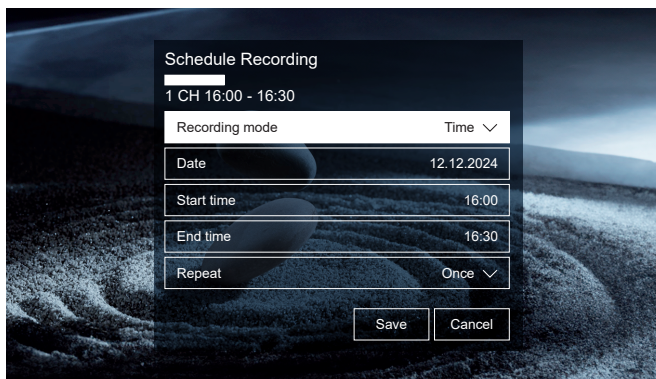 Schedule Recording
1 CH 16:00 - 16:30
Recording mode Time
Date 12.12.2024
Start time 16:00
End time 16:30
Repeat Once
Save Cancel